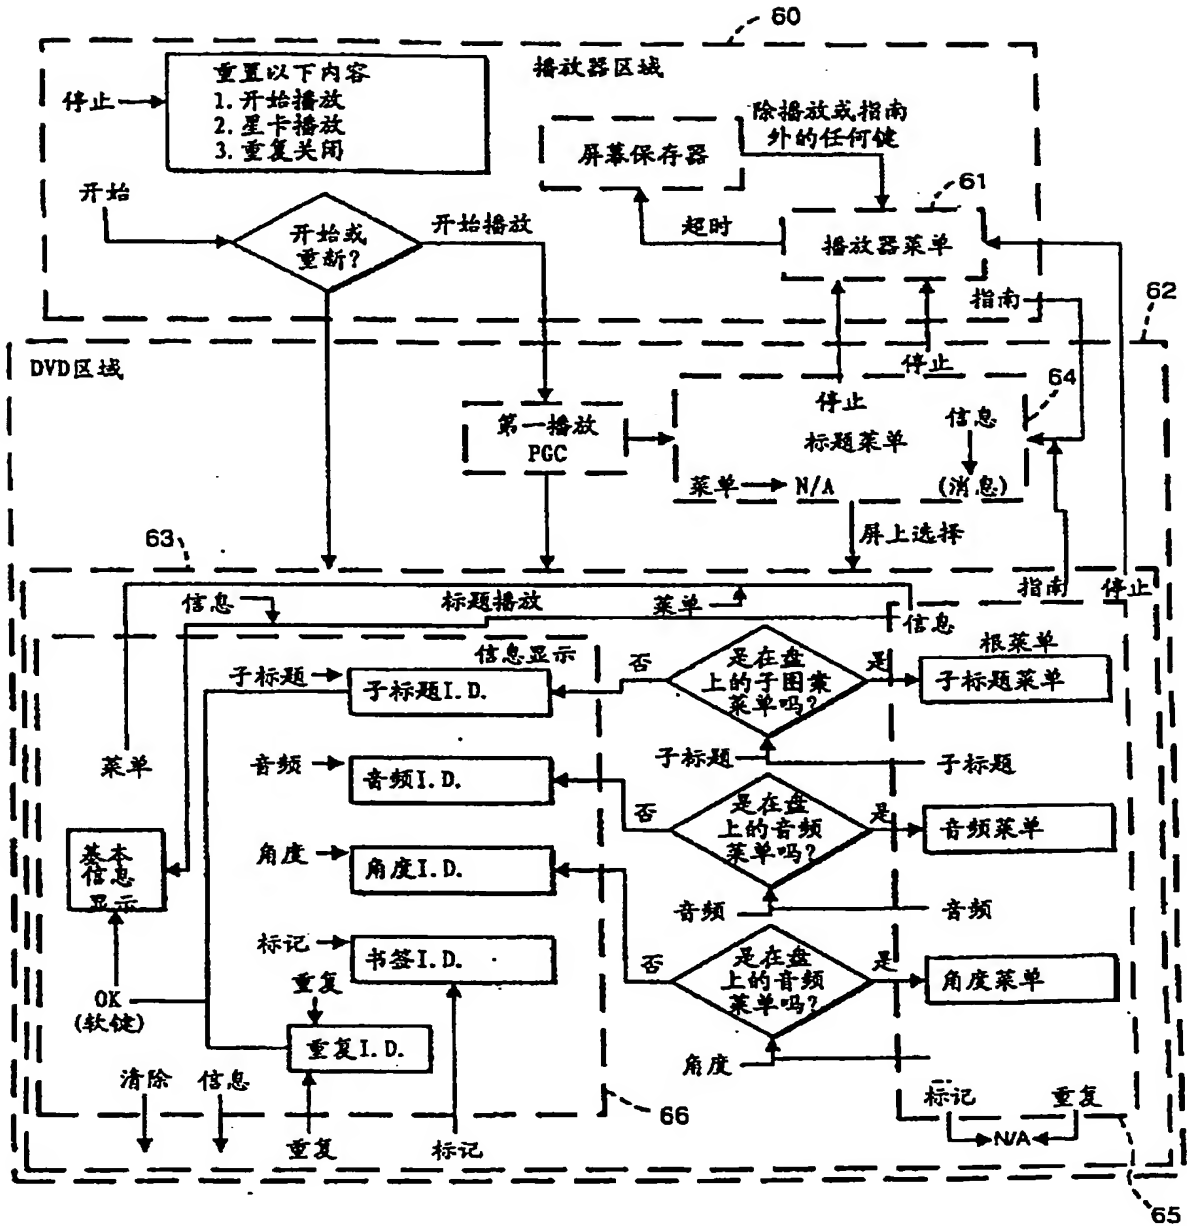 60
播放器区域
重置以下内容
1.开始播放
2.星卡播放
3.重复关闭
停止
除播放或指南
外的任何键
屏幕保存器
61
开始
开始或
重新?
开始播放
超时
播放器菜单
指南
62
DVD区域
停止
64
停止
信息
第一播放
PGC
标题菜单
菜单
N/A
(消息)
63
屏上选择
指南
停止
信息
标题播放
菜单
信息
信息显示
根菜单
子标题
子标题I.D.
否
是在盘
上的子图案
菜单吗?
是
子标题菜单
菜单
音频
音频I.D.
子标题
子标题
否
是在盘
上的音频
菜单吗?
是
音频菜单
基本
信息
显示
角度
角度I.D.
音频
音频
标记
书签I.D.
否
是在盘
上的音频
菜单吗?
是
角度菜单
重复
OK
(软键)
重复I.D.
角度
清除
信息
标记
重复
66
N/A
重复
标记
65